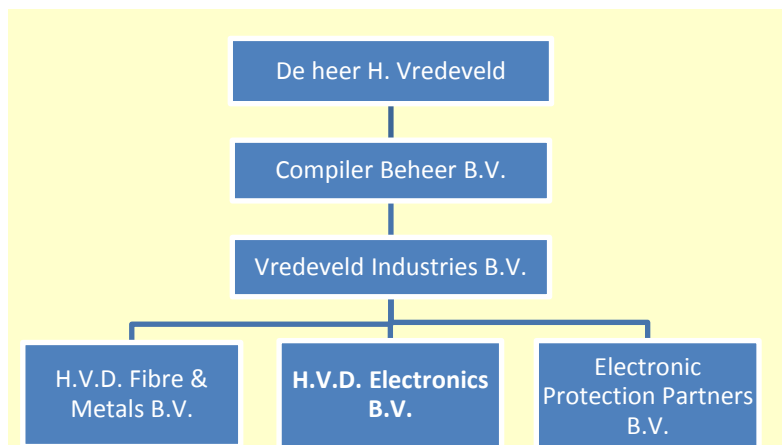 De heer H. Vredeveld
Compiler Beheer B.V.
Vredeveld Industries B.V.
H.V.D. Fibre &
Metals B.V.
H.V.D. Electronics
B.V.
Electronic
Protection Partners
B.V.